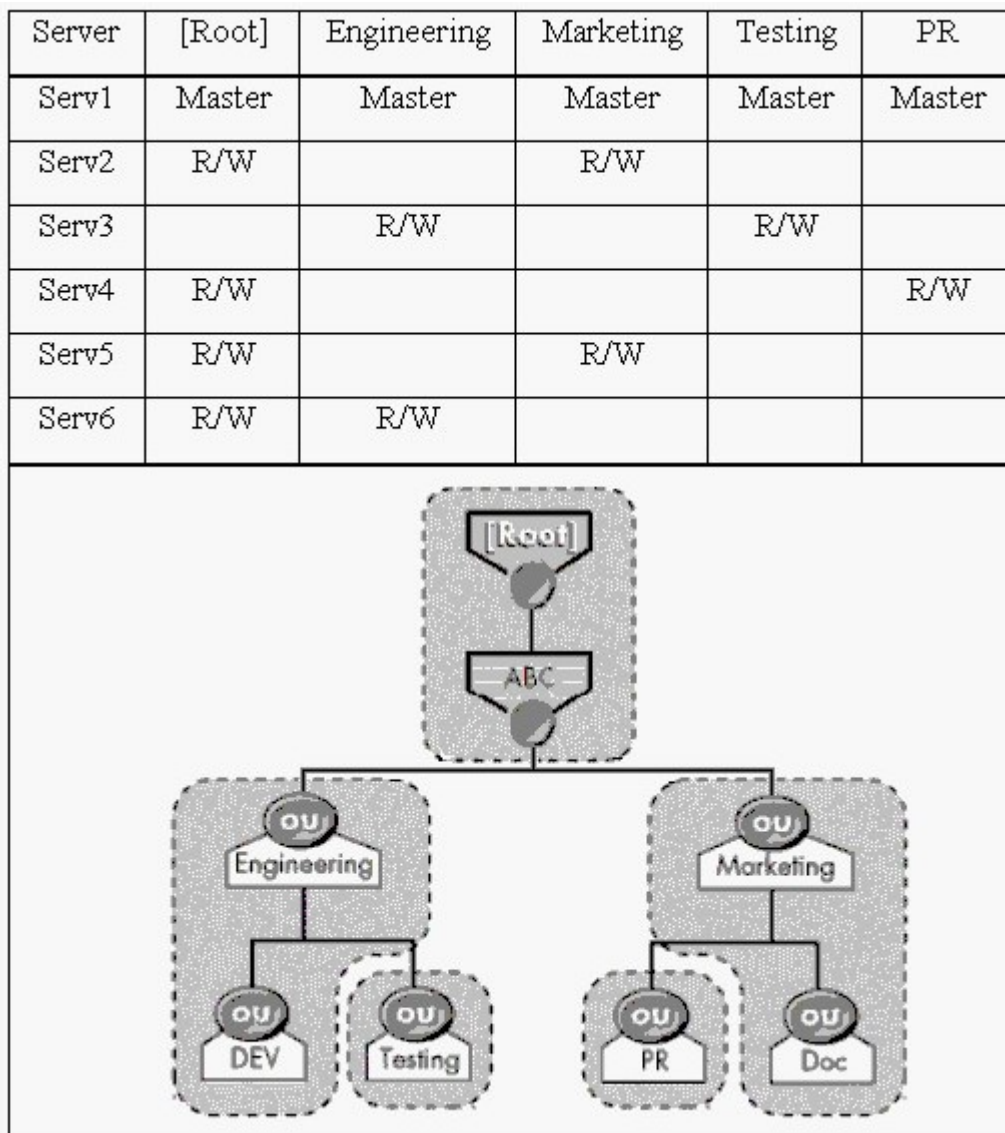 Server [Root] Engineering Marketing Testing PR
Serv1 Master Master Master Master Master
Serv2 R/W R/W
Serv3 R/W R/W
Serv4 R/W R/W
Serv5 R/W R/W
Serv6 R/W R/W
[Root]
ABC
OU OU
Engineering Marketing
OU OU OU OU
DEV Testing PR Doc